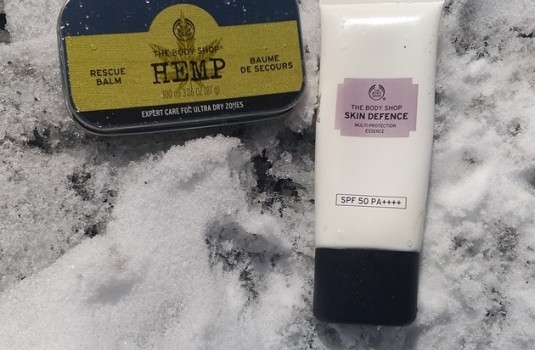 THE BODY SHOP®
RESCUE
BALM
HEMP
BAUME
DE SECOURS
EXPERT CARE FOR ULTRA DRY ZONES
THE BODY SHOP
SKIN DEFENCE
MULTI-PROTECTION
ESSENCE
SPF 50 PA++++